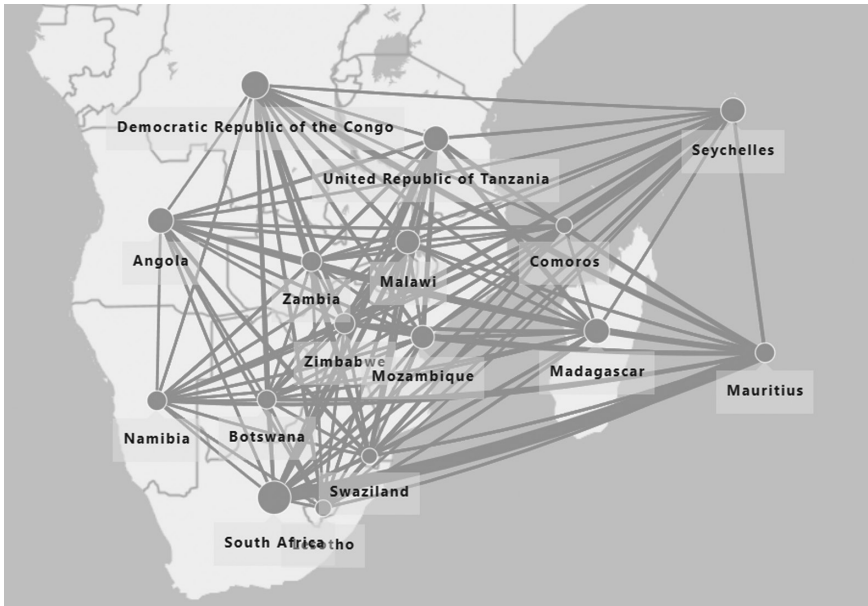 Democratic Republic of the Congo
Seychelles
United Republic of Tanzania
Angola
Comoros
Malawi
Zambia
Zimbabwe
Mozambique
Madagascar
Mauritius
Namibia
Botswana
Swaziland
South Africa
Lesotho